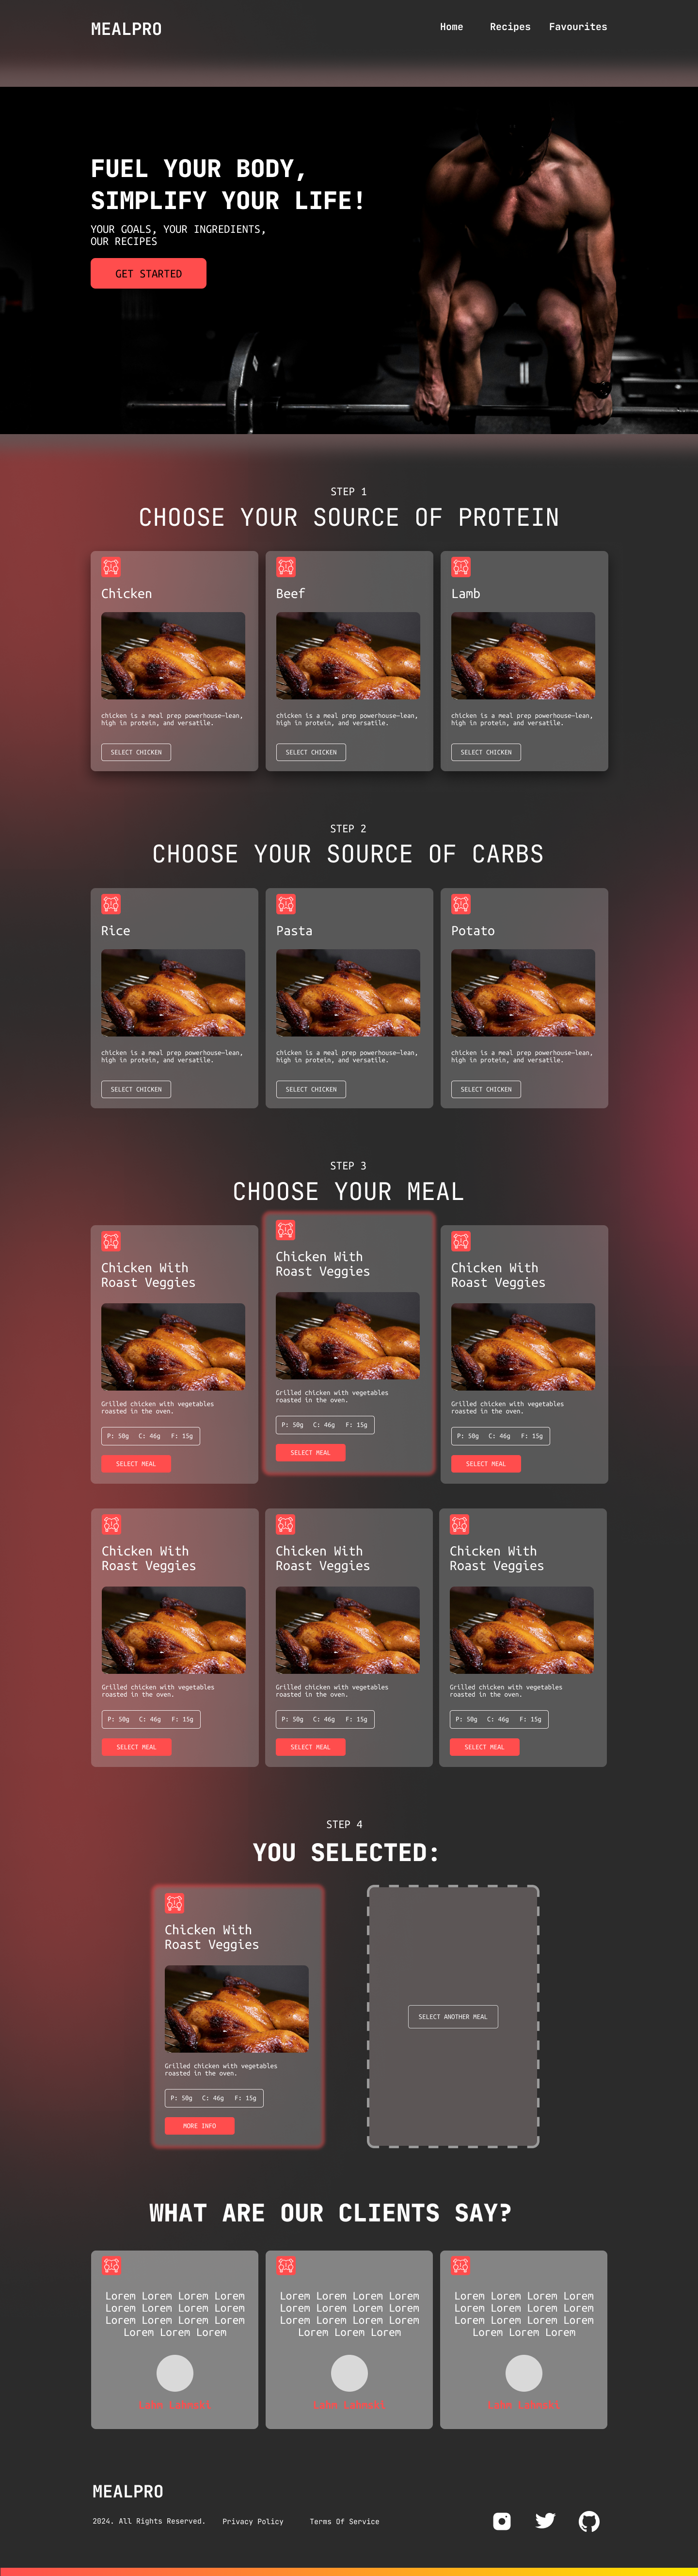 MEALPRO
Home Recipes Favourites
FUEL YOUR BODY,
SIMPLIFY YOUR LIFE!
YOUR GOALS, YOUR INGREDIENTS,
OUR RECIPES
GET STARTED
STEP 1
CHOOSE YOUR SOURCE OF PROTEIN
Chicken
chicken is a meal prep powerhouse—lean,
high in protein, and versatile.
SELECT CHICKEN
Beef
chicken is a meal prep powerhouse—lean,
high in protein, and versatile.
SELECT CHICKEN
Lamb
chicken is a meal prep powerhouse—lean,
high in protein, and versatile.
SELECT CHICKEN
STEP 2
CHOOSE YOUR SOURCE OF CARBS
Rice
chicken is a meal prep powerhouse—lean,
high in protein, and versatile.
SELECT CHICKEN
Pasta
chicken is a meal prep powerhouse—lean,
high in protein, and versatile.
SELECT CHICKEN
Potato
chicken is a meal prep powerhouse—lean,
high in protein, and versatile.
SELECT CHICKEN
STEP 3
CHOOSE YOUR MEAL
Chicken With
Roast Veggies
Grilled chicken with vegetables
roasted in the oven.
P: 50g C: 46g F: 15g
SELECT MEAL
Chicken With
Roast Veggies
Grilled chicken with vegetables
roasted in the oven.
P: 50g C: 46g F: 15g
SELECT MEAL
Chicken With
Roast Veggies
Grilled chicken with vegetables
roasted in the oven.
P: 50g C: 46g F: 15g
SELECT MEAL
Chicken With
Roast Veggies
Grilled chicken with vegetables
roasted in the oven.
P: 50g C: 46g F: 15g
SELECT MEAL
Chicken With
Roast Veggies
Grilled chicken with vegetables
roasted in the oven.
P: 50g C: 46g F: 15g
SELECT MEAL
Chicken With
Roast Veggies
Grilled chicken with vegetables
roasted in the oven.
P: 50g C: 46g F: 15g
SELECT MEAL
STEP 4
YOU SELECTED:
Chicken With
Roast Veggies
Grilled chicken with vegetables
roasted in the oven.
P: 50g C: 46g F: 15g
MORE INFO
SELECT ANOTHER MEAL
WHAT ARE OUR CLIENTS SAY?
Lorem Lorem Lorem Lorem
Lorem Lorem Lorem Lorem
Lorem Lorem Lorem Lorem
Lorem Lorem Lorem
Lorem Lorem Lorem Lorem
Lorem Lorem Lorem Lorem
Lorem Lorem Lorem Lorem
Lorem Lorem Lorem
Lorem Lorem Lorem Lorem
Lorem Lorem Lorem Lorem
Lorem Lorem Lorem Lorem
Lorem Lorem Lorem
MEALPRO
2024. All Rights Reserved. Privacy Policy Terms Of Service